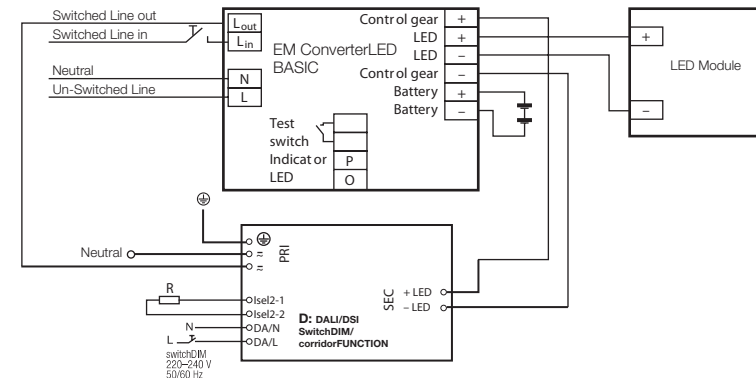 Switched Line out
Switched Line in
Neutral
Un-Switched Line
Lout
Lin
N
L
EM ConverterLED
BASIC
Test
switch
Indicator
LED
P
O
Control gear +
LED +
LED –
Control gear –
Battery +
Battery –
+
–
LED Module
Neutral
≂
≂
PRI
R
Isel2-1
Isel2-2
N
DA/N
L
DA/L
switchDIM
220–240 V
50/60 Hz
D: DALI/DSI
SwitchDIM/
corridorFUNCTION
SEC
+ LED
– LED